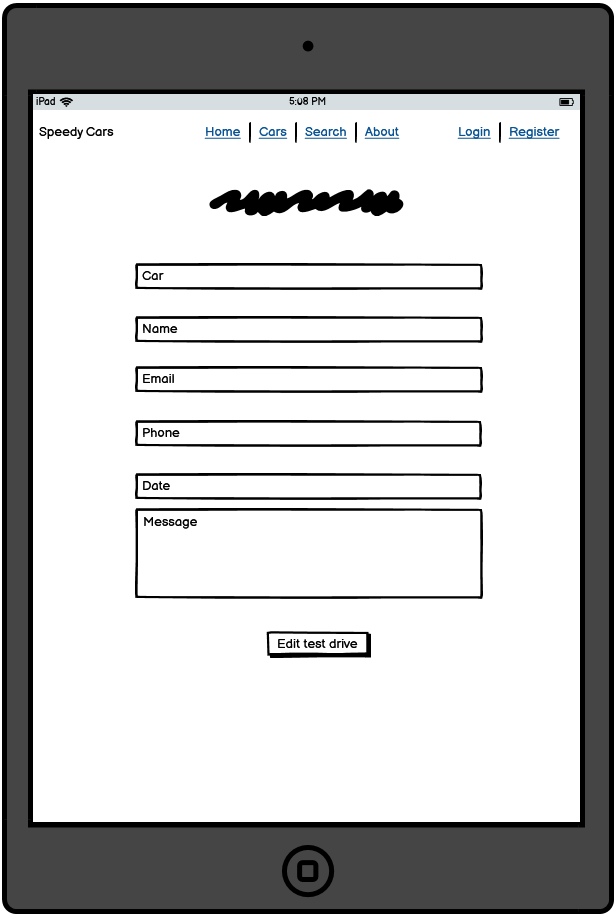 iPad 5:08 PM
Speedy Cars Home Cars Search About Login Register
Car
Name
Email
Phone
Date
Message
Edit test drive